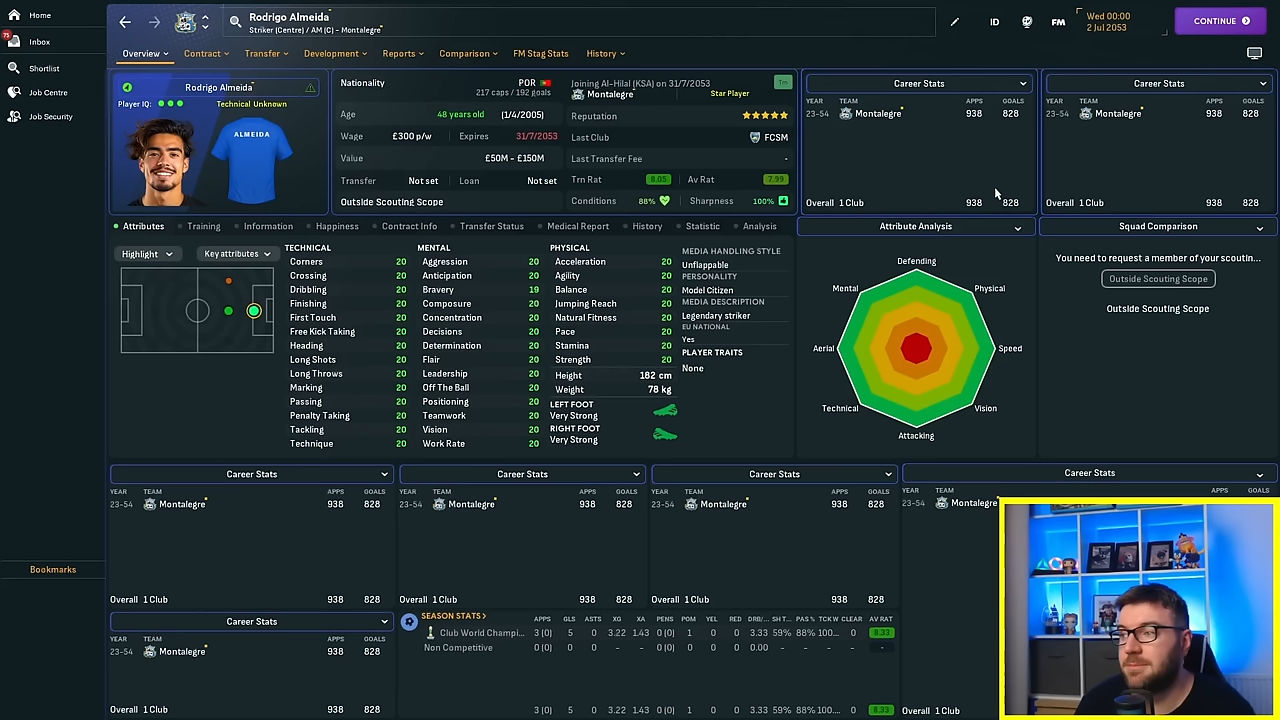 Home
75
Inbox
Shortlist
Job Centre
Job Security
Bookmarks
Rodrigo Almeida
Striker (Centre) / AM (C) - Montalegre
ID
FM
Wed 00:00
2 Jul 2053
CONTINUE
Overview
Contract
Transfer
Development
Reports
Comparison
FM Stag Stats
History
Rodrigo Almeida
Player IQ:
Technical Unknown
ALMEIDA
Nationality POR
217 caps / 192 goals
Age 48 years old (1/4/2005)
Wage £300 p/w Expires 31/7/2053
Value £50M - £150M
Transfer Not set Loan Not set
Outside Scouting Scope
Joining Al-Hilal (KSA) on 31/7/2053
Trn
Montalegre Star Player
Reputation
Last Club FCSM
Last Transfer Fee -
Trn Rat 8.05 Av Rat 7.99
Conditions 88% Sharpness 100%
Career Stats
YEAR TEAM APPS GOALS
23-54 Montalegre 938 828
Overall 1 Club 938 828
Career Stats
YEAR TEAM APPS GOALS
23-54 Montalegre 938 828
Overall 1 Club 938 828
Attributes
Training
Information
Happiness
Contract Info
Transfer Status
Medical Report
History
Statistic
Analysis
Highlight
Key attributes
TECHNICAL
Corners 20
Crossing 20
Dribbling 20
Finishing 20
First Touch 20
Free Kick Taking 20
Heading 20
Long Shots 20
Long Throws 20
Marking 20
Passing 20
Penalty Taking 20
Tackling 20
Technique 20
MENTAL
Aggression 20
Anticipation 20
Bravery 19
Composure 20
Concentration 20
Decisions 20
Determination 20
Flair 20
Leadership 20
Off The Ball 20
Positioning 20
Teamwork 20
Vision 20
Work Rate 20
PHYSICAL
Acceleration 20
Agility 20
Balance 20
Jumping Reach 20
Natural Fitness 20
Pace 20
Stamina 20
Strength 20
Height 182 cm
Weight 78 kg
LEFT FOOT
Very Strong
RIGHT FOOT
Very Strong
MEDIA HANDLING STYLE
Unflappable
PERSONALITY
Model Citizen
MEDIA DESCRIPTION
Legendary striker
EU NATIONAL
Yes
PLAYER TRAITS
None
Attribute Analysis
Defending
Mental
Physical
Aerial
Speed
Technical
Vision
Attacking
Squad Comparison
You need to request a member of your scoutin...
Outside Scouting Scope
Outside Scouting Scope
Career Stats
YEAR TEAM APPS GOALS
23-54 Montalegre 938 828
Overall 1 Club 938 828
Career Stats
YEAR TEAM APPS GOALS
23-54 Montalegre 938 828
Overall 1 Club 938 828
Career Stats
YEAR TEAM APPS GOALS
23-54 Montalegre 938 828
Overall 1 Club 938 828
Career Stats
YEAR TEAM APPS GOALS
23-54 Montalegre
Overall 1 Club
Career Stats
YEAR TEAM APPS GOALS
23-54 Montalegre 938 828
Overall 1 Club 938 828
SEASON STATS APPS GLS ASTS XG XA PENS POM YEL RED DRB/... SH T... PAS % TCK W CLEAR AV RAT
Club World Champi... 3 (0) 5 0 3.22 1.43 0 (0) 1 0 0 3.33 59% 88% 100... 0 8.33
Non Competitive 0 (0) 0 0 - - 0 (0) 0 0 0 0.00 - - - 0 -
3 (0) 5 0 3.22 1.43 0 (0) 1 0 0 3.33 59% 88% 100... 0 8.33